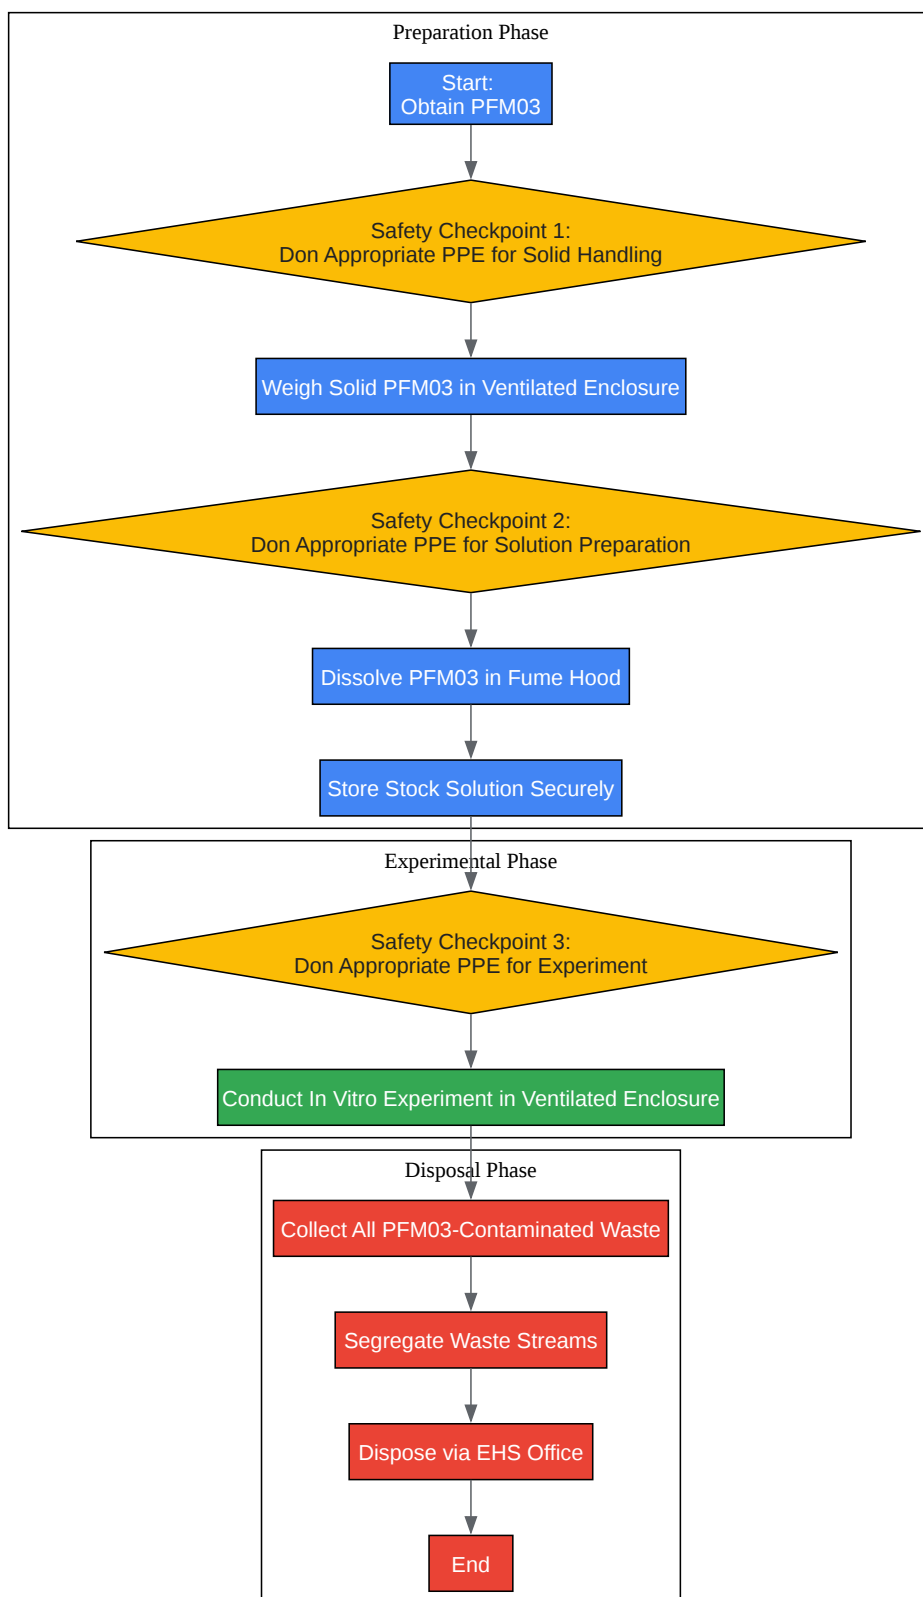 Preparation Phase
Start:
Obtain PFM03
Safety Checkpoint 1:
Don Appropriate PPE for Solid Handling
Weigh Solid PFM03 in Ventilated Enclosure
Safety Checkpoint 2:
Don Appropriate PPE for Solution Preparation
Dissolve PFM03 in Fume Hood
Store Stock Solution Securely
Experimental Phase
Safety Checkpoint 3:
Don Appropriate PPE for Experiment
Conduct In Vitro Experiment in Ventilated Enclosure
Disposal Phase
Collect All PFM03-Contaminated Waste
Segregate Waste Streams
Dispose via EHS Office
End